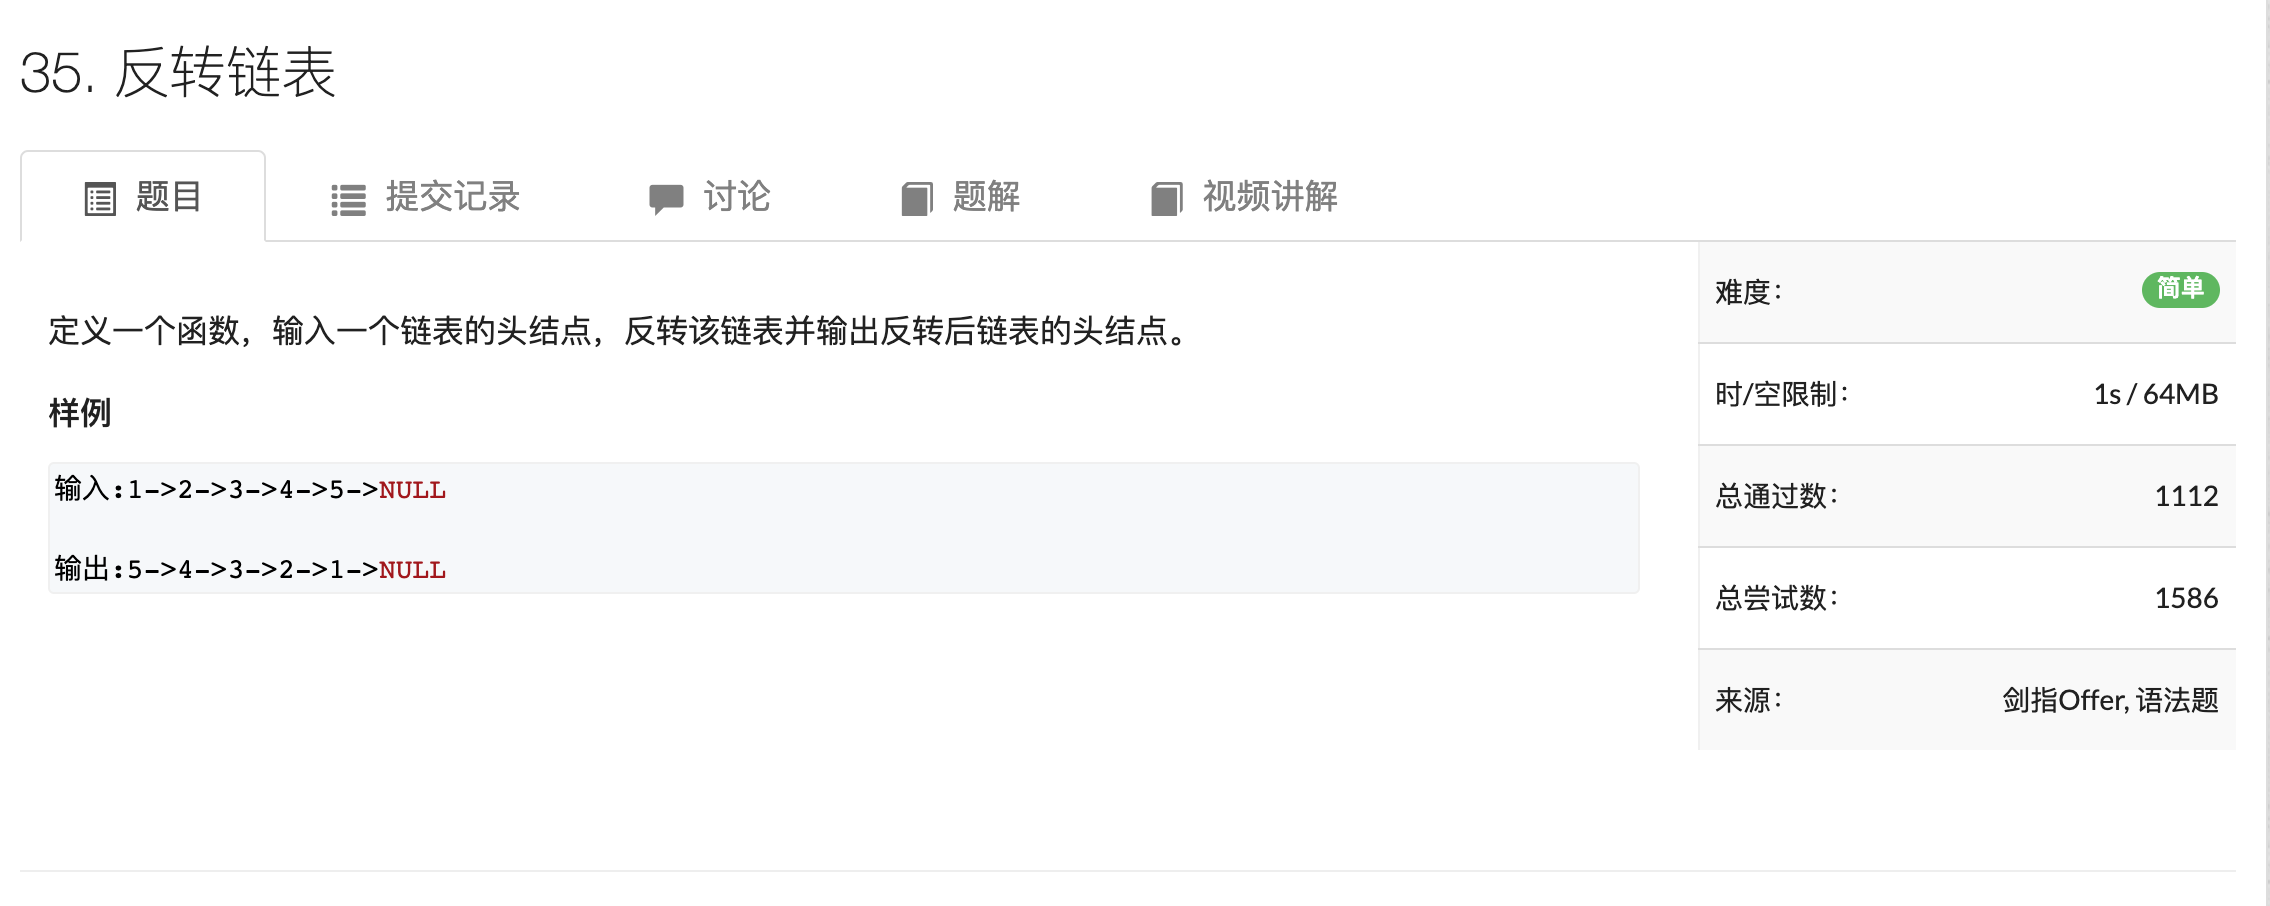 35. 反转链表
题目 提交记录 讨论 题解 视频讲解
定义一个函数，输入一个链表的头结点，反转该链表并输出反转后链表的头结点。
样例
输入:1->2->3->4->5->NULL
输出:5->4->3->2->1->NULL
难度： 简单
时/空限制： 1s / 64MB
总通过数： 1112
总尝试数： 1586
来源： 剑指Offer, 语法题